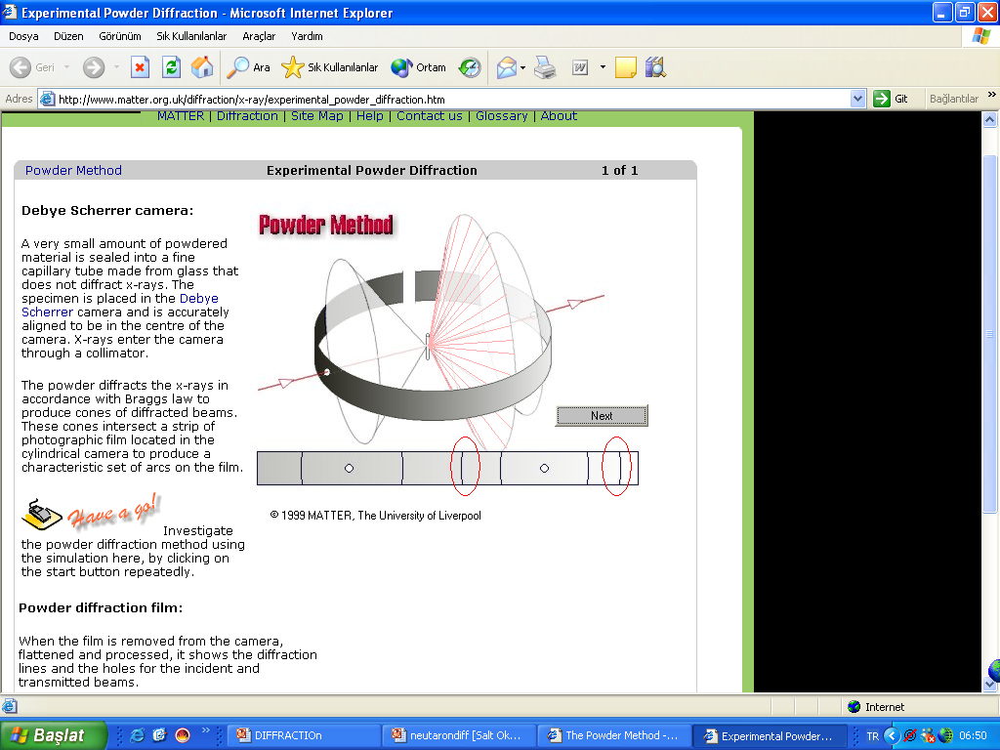 Experimental Powder Diffraction - Microsoft Internet Explorer
Dosya Düzen Görünüm Sık Kullanılanlar Araçlar Yardım
Geri Ara Sık Kullanılanlar Ortam
Adres http://www.matter.org.uk/diffraction/x-ray/experimental_powder_diffraction.htm Git Bağlantılar »
MATTER | Diffraction | Site Map | Help | Contact us | Glossary | About
Powder Method Experimental Powder Diffraction 1 of 1
Debye Scherrer camera:
A very small amount of powdered
material is sealed into a fine
capillary tube made from glass that
does not diffract x-rays. The
specimen is placed in the Debye
Scherrer camera and is accurately
aligned to be in the centre of the
camera. X-rays enter the camera
through a collimator.
The powder diffracts the x-rays in
accordance with Braggs law to
produce cones of diffracted beams.
These cones intersect a strip of
photographic film located in the
cylindrical camera to produce a
characteristic set of arcs on the film.
Have a go! Investigate
the powder diffraction method using
the simulation here, by clicking on
the start button repeatedly.
Powder Method
Next
© 1999 MATTER, The University of Liverpool
Powder diffraction film:
When the film is removed from the camera,
flattened and processed, it shows the diffraction
lines and the holes for the incident and
transmitted beams.
Internet
Başlat » DIFFRACTIOn neutarondiff [Salt Ok... The Powder Method -... Experimental Powder... TR 06:50